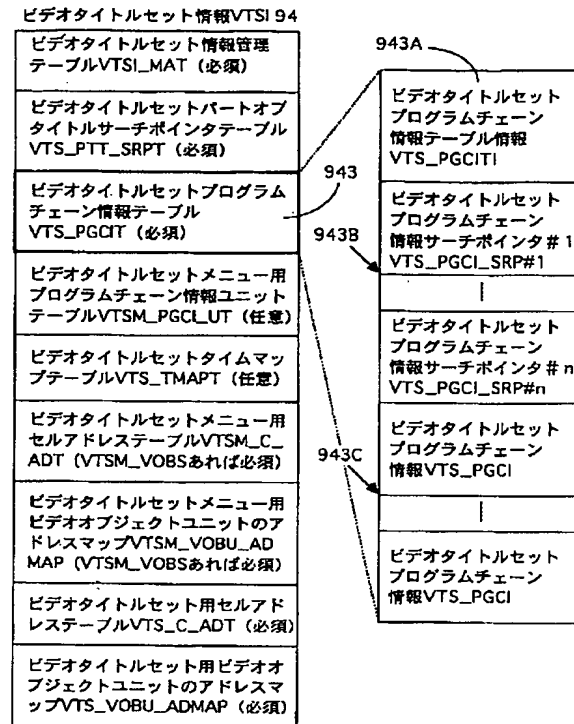 ビデオタイトルセット情報VTSI 94
ビデオタイトルセット情報管理
テーブルVTSI_MAT（必須）
ビデオタイトルセットパートオブ
タイトルサーチポインタテーブル
VTS_PTT_SRPT（必須）
ビデオタイトルセットプログラム
チェーン情報テーブル
VTS_PGCIT（必須）
ビデオタイトルセットメニュー用
プログラムチェーン情報ユニット
テーブルVTSM_PGCI_UT（任意）
ビデオタイトルセットタイムマッ
プテーブルVTS_TMAPT（任意）
ビデオタイトルセットメニュー用
セルアドレステーブルVTSM_C_
ADT（VTSM_VOBSあれば必須）
ビデオタイトルセットメニュー用
ビデオオブジェクトユニットのア
ドレスマップVTSM_VOBU_AD
MAP（VTSM_VOBSあれば必須）
ビデオタイトルセット用セルアド
レステーブルVTS_C_ADT（必須）
ビデオタイトルセット用ビデオオ
ブジェクトユニットのアドレスマ
ップVTS_VOBU_ADMAP（必須）
943
943A
943B
943C
ビデオタイトルセット
プログラムチェーン
情報テーブル情報
VTS_PGCITI
ビデオタイトルセット
プログラムチェーン
情報サーチポインタ＃1
VTS_PGCI_SRP#1
ビデオタイトルセット
プログラムチェーン
情報サーチポインタ＃n
VTS_PGCI_SRP#n
ビデオタイトルセット
プログラムチェーン
情報VTS_PGCI
ビデオタイトルセット
プログラムチェーン
情報VTS_PGCI